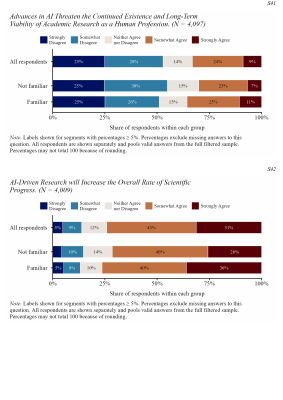 S41
Advances in AI Threaten the Continued Existence and Long-Term
Viability of Academic Research as a Human Profession. (N = 4,097)
Strongly Disagree Somewhat Disagree Neither Agree nor Disagree Somewhat Agree Strongly Agree
All respondents 25% 28% 14% 24% 9%
Not familiar 25% 30% 15% 23% 7%
Familiar 25% 26% 13% 25% 11%
0% 25% 50% 75% 100%
Share of respondents within each group
Note. Labels shown for segments with percentages ≥ 5%. Percentages exclude missing answers to this
question. All respondents are shown separately and pools valid answers from the full filtered sample.
Percentages may not total 100 because of rounding.
S42
AI-Driven Research will Increase the Overall Rate of Scientific
Progress. (N = 4,009)
Strongly Disagree Somewhat Disagree Neither Agree nor Disagree Somewhat Agree Strongly Agree
All respondents 9% 12% 43% 31%
Not familiar 10% 14% 26%
Familiar 5% 10%
0% 25% 50% 75% 100%
Share of respondents within each group
Note. Labels shown for segments with percentages ≥ 5%. Percentages exclude missing answers to this
question. All respondents are shown separately and pools valid answers from the full filtered sample.
Percentages may not total 100 because of rounding.